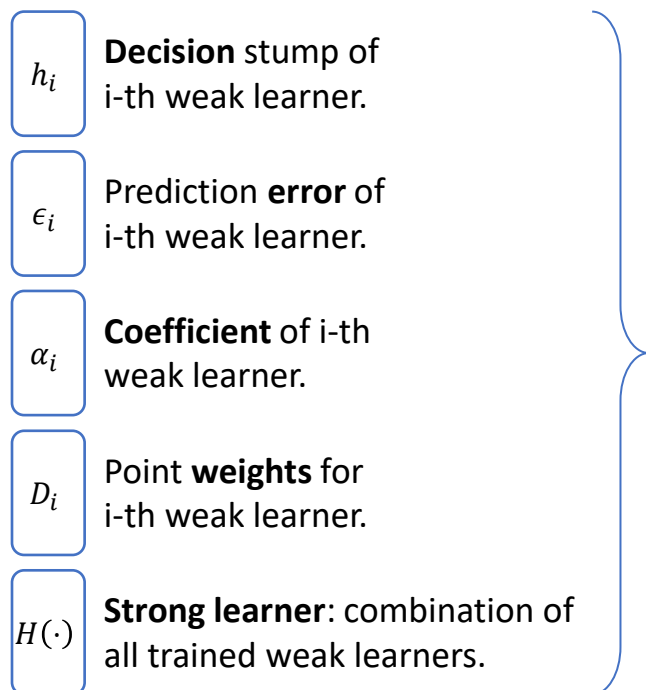 h_i
Decision stump of
i-th weak learner.
ϵ_i
Prediction error of
i-th weak learner.
α_i
Coefficient of i-th
weak learner.
D_i
Point weights for
i-th weak learner.
H(·)
Strong learner: combination of
all trained weak learners.